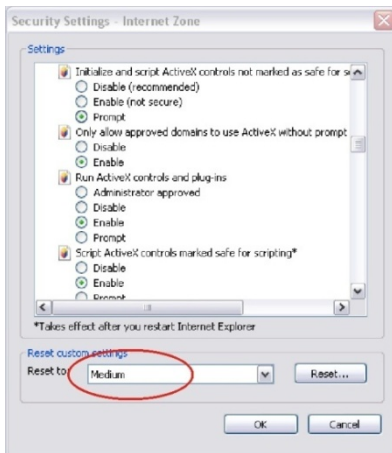 Security Settings - Internet Zone
Settings
Initialize and script ActiveX controls not marked as safe for s
Disable (recommended)
Enable (not secure)
Prompt
Only allow approved domains to use ActiveX without prompt
Disable
Enable
Run ActiveX controls and plug-ins
Administrator approved
Disable
Enable
Prompt
Script ActiveX controls marked safe for scripting*
Disable
Enable
Prompt
*Takes effect after you restart Internet Explorer
Reset custom settings
Reset to: Medium Reset...
OK Cancel